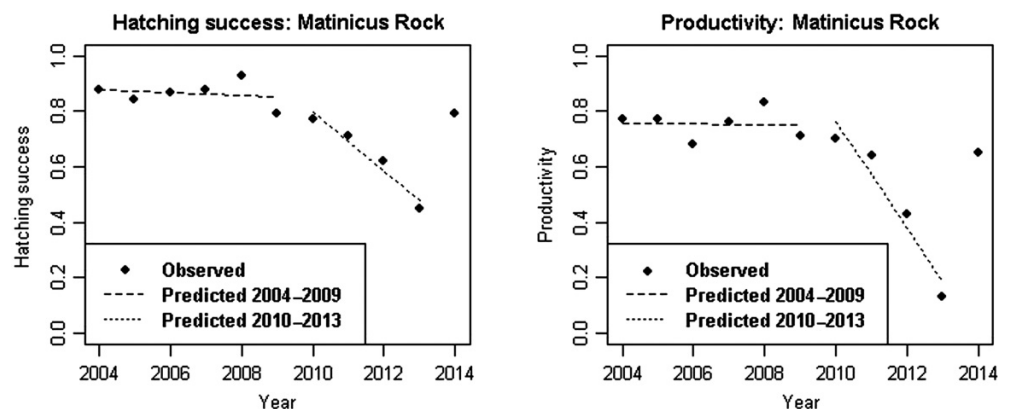 Hatching success: Matinicus Rock
Hatching success
1.0
0.8
0.6
0.4
0.2
0.0
Observed
Predicted 2004–2009
Predicted 2010–2013
2004 2006 2008 2010 2012 2014
Year
Productivity: Matinicus Rock
Productivity
1.0
0.8
0.6
0.4
0.2
0.0
Observed
Predicted 2004–2009
Predicted 2010–2013
2004 2006 2008 2010 2012 2014
Year